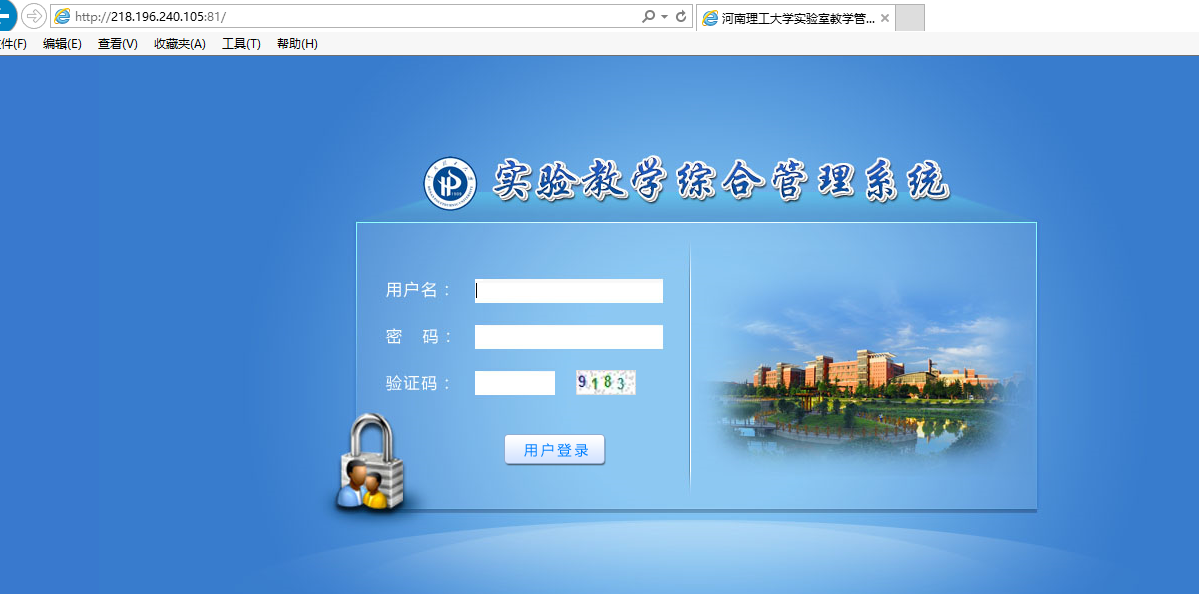 http://218.196.240.105:81/
河南理工大学实验室教学管...
件(F) 编辑(E) 查看(V) 收藏夹(A) 工具(T) 帮助(H)
实验教学综合管理系统
用户名：
密 码：
验证码：
9183
用户登录